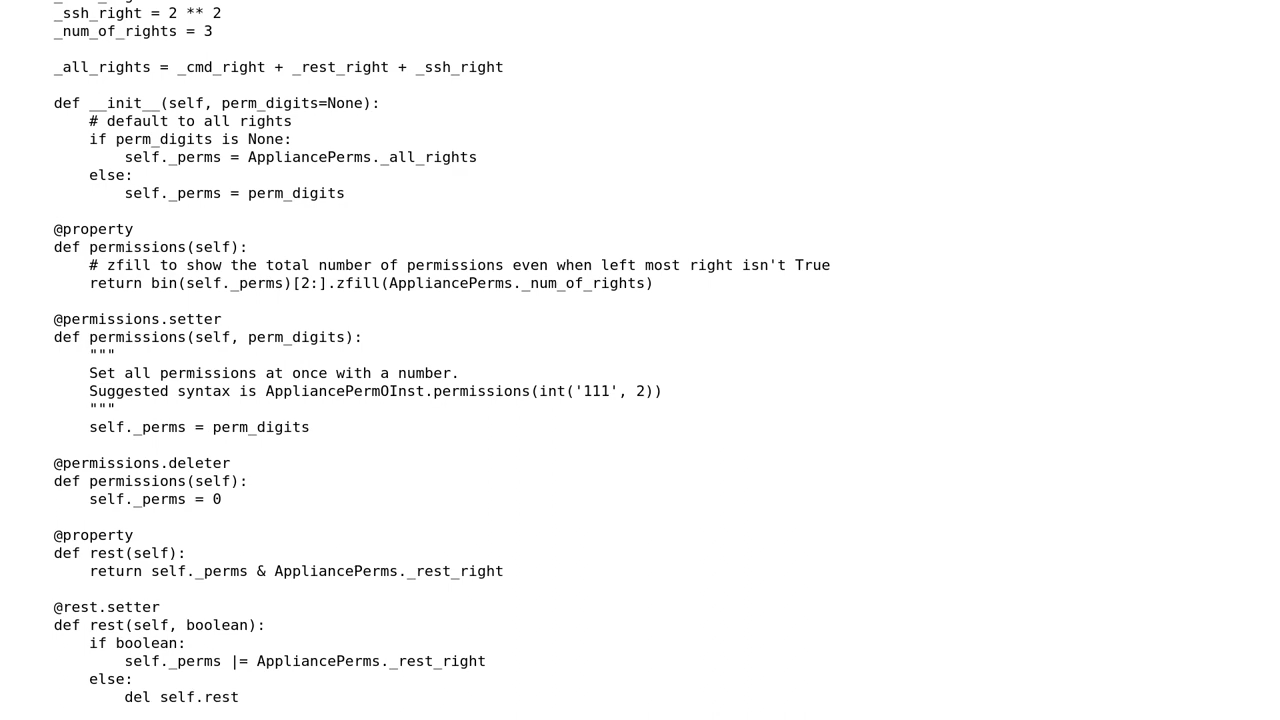 _ssh_right = 2 ** 2
    _num_of_rights = 3

    _all_rights = _cmd_right + _rest_right + _ssh_right

    def __init__(self, perm_digits=None):
        # default to all rights
        if perm_digits is None:
            self._perms = AppliancePerms._all_rights
        else:
            self._perms = perm_digits

    @property
    def permissions(self):
        # zfill to show the total number of permissions even when left most right isn't True
        return bin(self._perms)[2:].zfill(AppliancePerms._num_of_rights)

    @permissions.setter
    def permissions(self, perm_digits):
        """
        Set all permissions at once with a number.
        Suggested syntax is AppliancePermOInst.permissions(int('111', 2))
        """
        self._perms = perm_digits

    @permissions.deleter
    def permissions(self):
        self._perms = 0

    @property
    def rest(self):
        return self._perms & AppliancePerms._rest_right

    @rest.setter
    def rest(self, boolean):
        if boolean:
            self._perms |= AppliancePerms._rest_right
        else:
            del self.rest